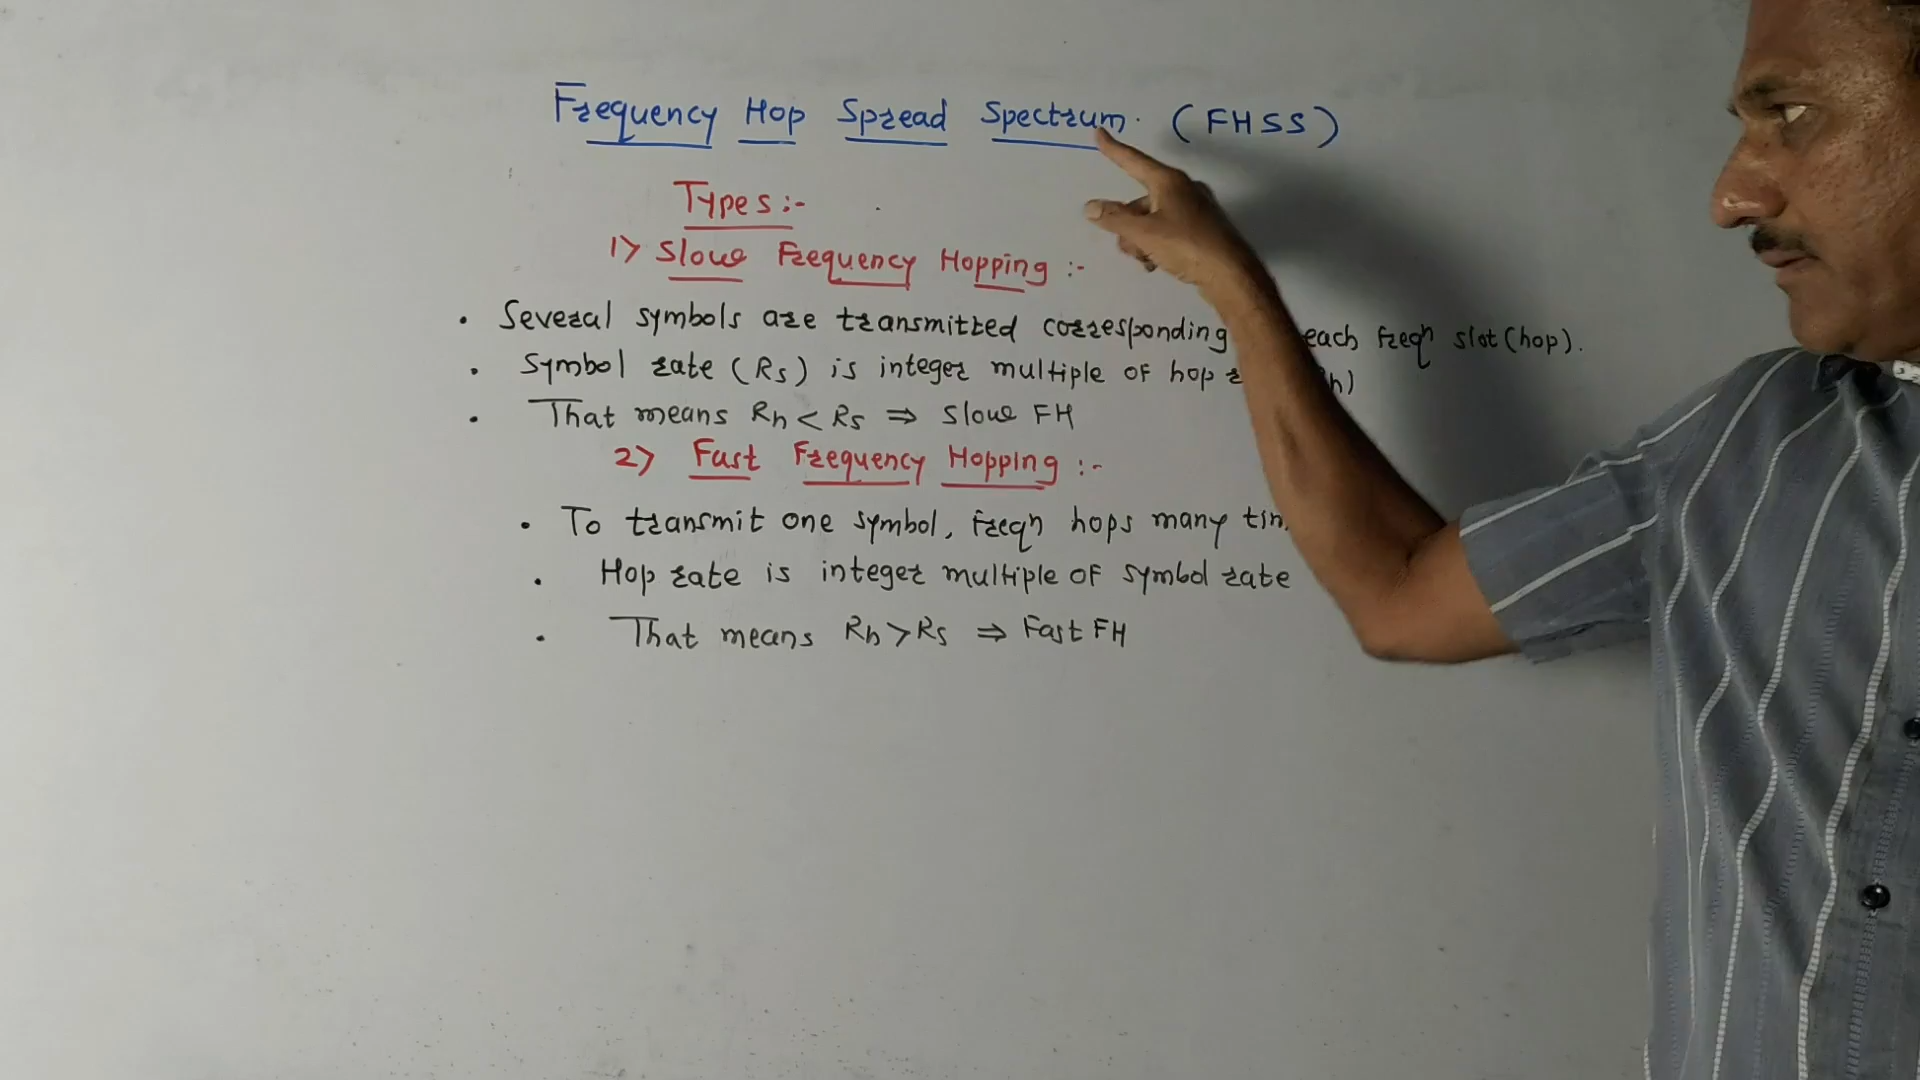 Frequency Hop Spread Spectrum. (FHSS)
Types:-
1) Slow Frequency Hopping :-
• Several symbols are transmitted corresponding each freqn slot (hop).
• Symbol rate (Rs) is integer multiple of hop
• That means Rh < Rs ⇒ Slow FH
2) Fast Frequency Hopping :-
• To transmit one symbol, freqn hops many
• Hop rate is integer multiple of symbol rate
• That means Rh > Rs ⇒ Fast FH